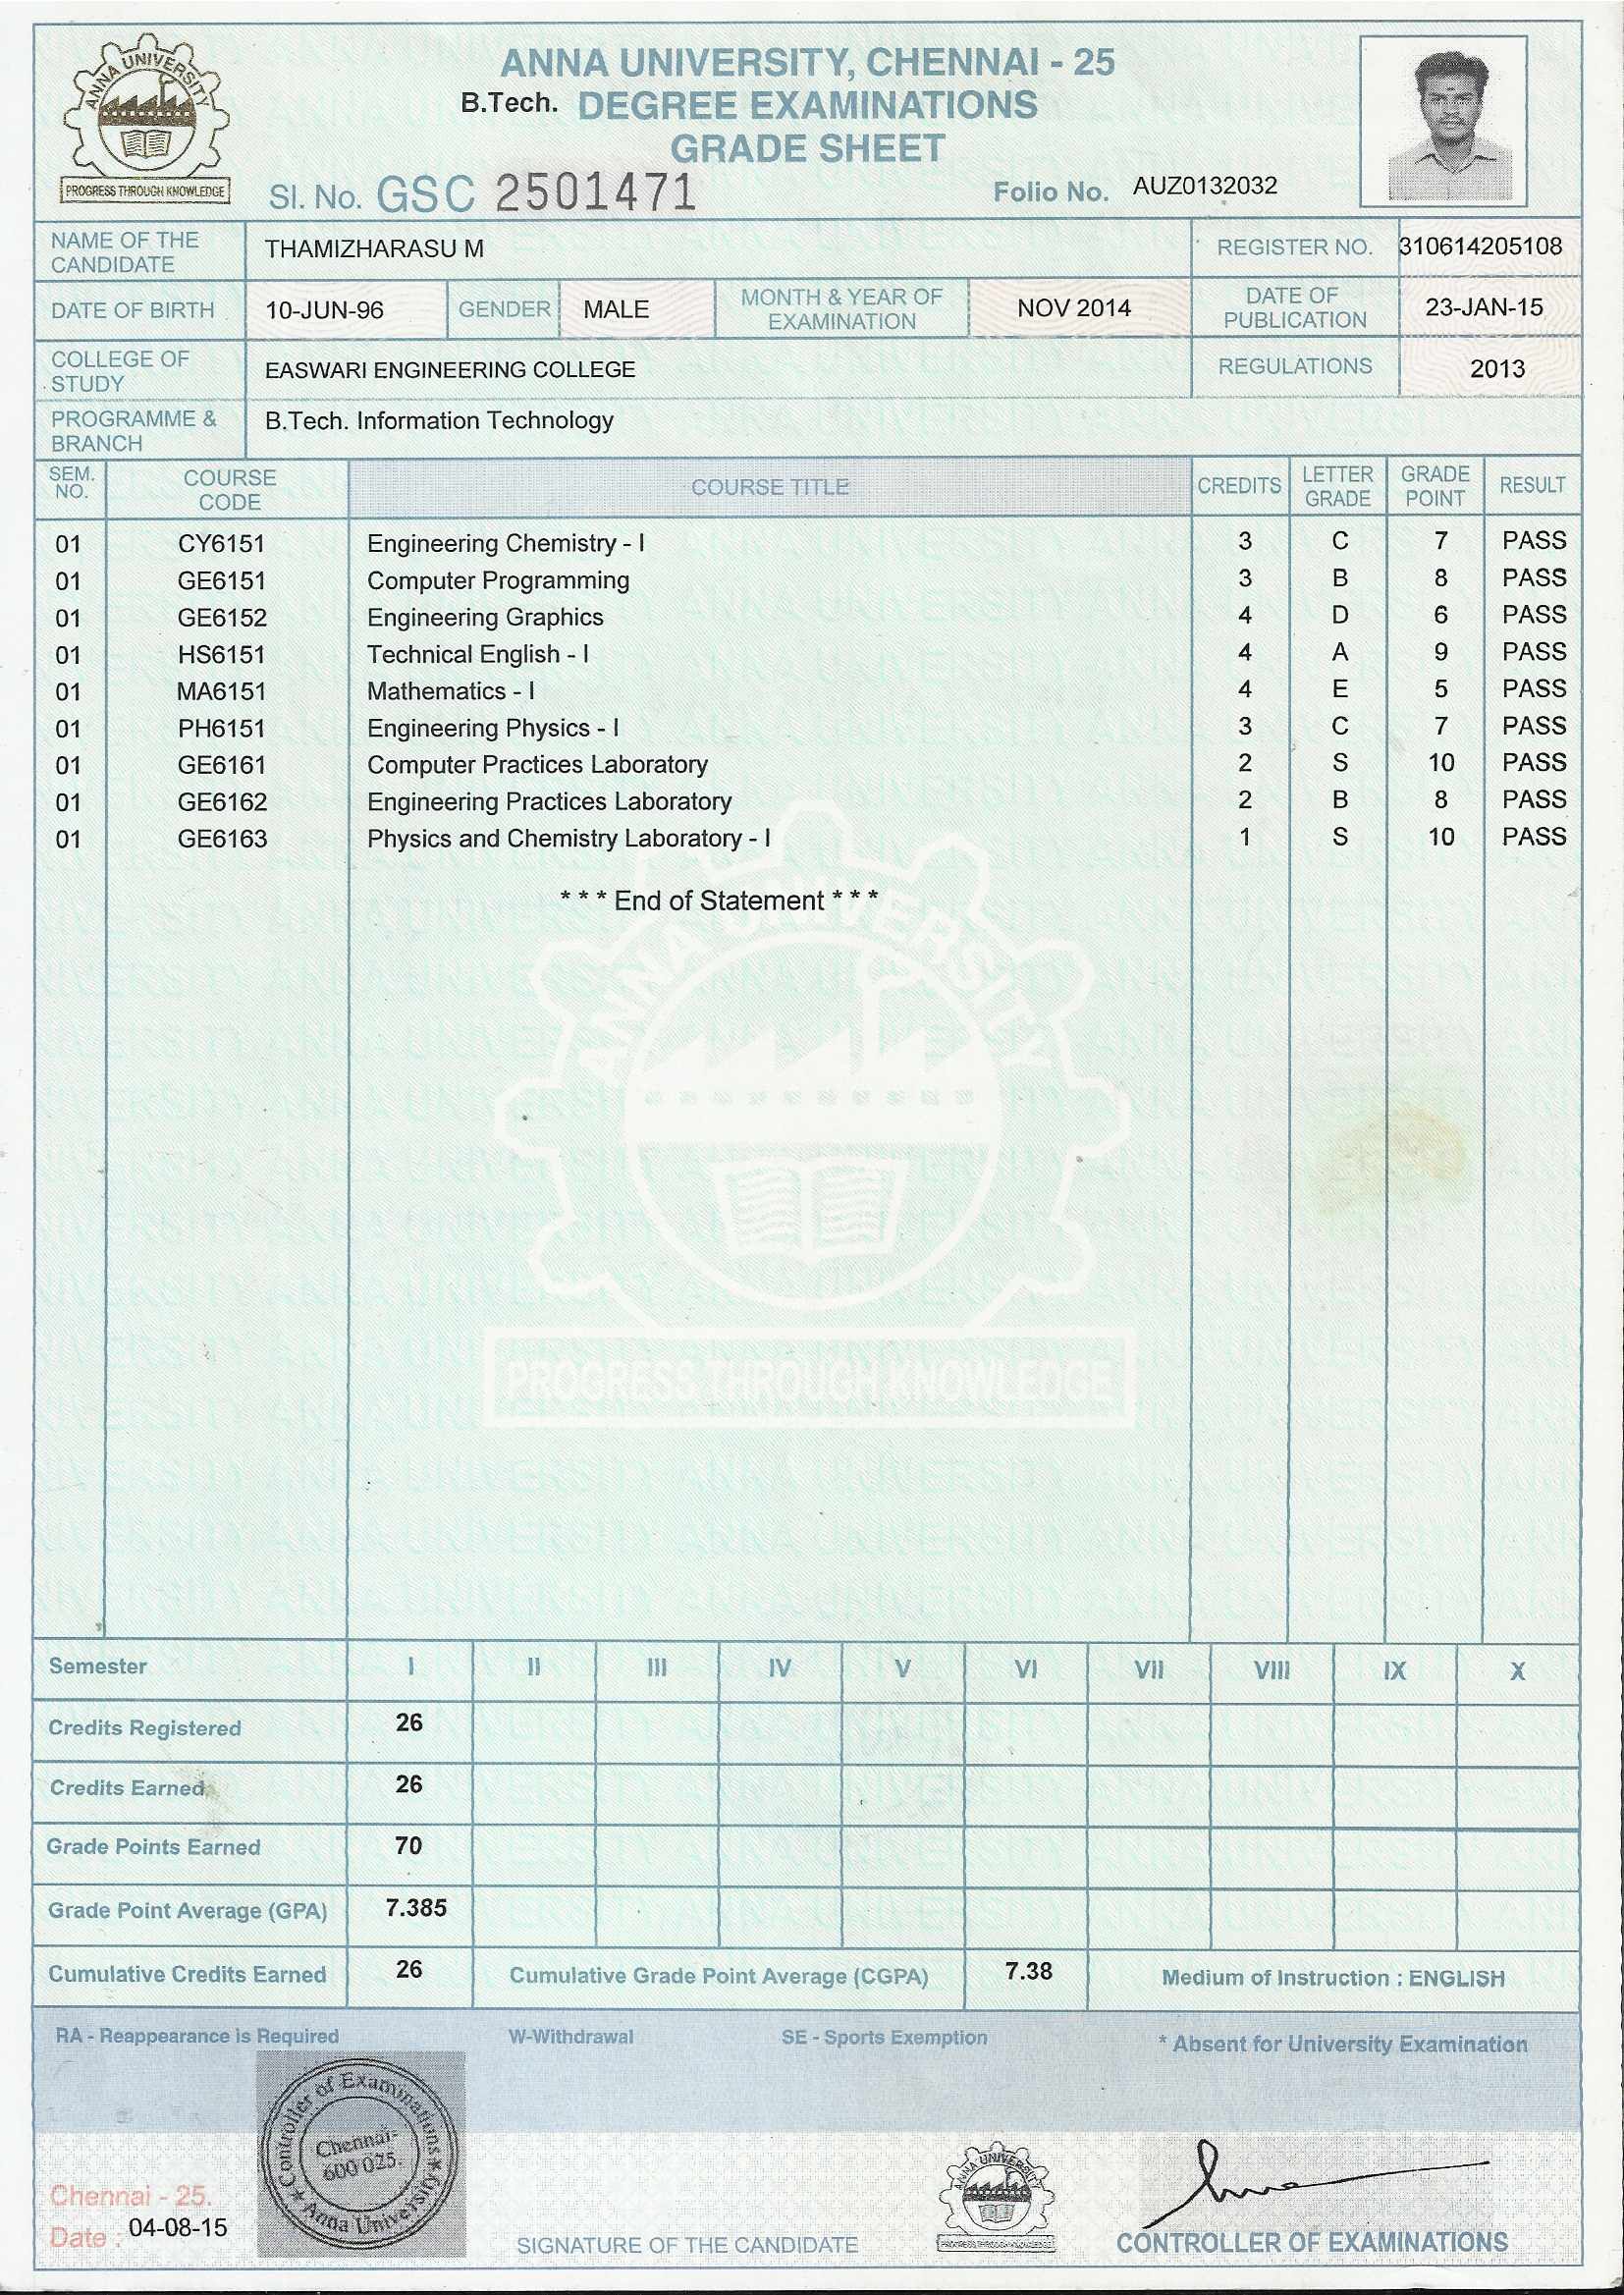 ANNA UNIVERSITY
PROGRESS THROUGH KNOWLEDGE
ANNA UNIVERSITY, CHENNAI - 25
B.Tech. DEGREE EXAMINATIONS
GRADE SHEET
Sl. No. GSC 2501471
Folio No. AUZ0132032
NAME OF THE CANDIDATE THAMIZHARASU M REGISTER NO. 310614205108
DATE OF BIRTH 10-JUN-96 GENDER MALE MONTH & YEAR OF EXAMINATION NOV 2014 DATE OF PUBLICATION 23-JAN-15
COLLEGE OF STUDY EASWARI ENGINEERING COLLEGE REGULATIONS 2013
PROGRAMME & BRANCH B.Tech. Information Technology
SEM. NO. COURSE CODE COURSE TITLE CREDITS LETTER GRADE GRADE POINT RESULT
01 CY6151 Engineering Chemistry - I 3 C 7 PASS
01 GE6151 Computer Programming 3 B 8 PASS
01 GE6152 Engineering Graphics 4 D 6 PASS
01 HS6151 Technical English - I 4 A 9 PASS
01 MA6151 Mathematics - I 4 E 5 PASS
01 PH6151 Engineering Physics - I 3 C 7 PASS
01 GE6161 Computer Practices Laboratory 2 S 10 PASS
01 GE6162 Engineering Practices Laboratory 2 B 8 PASS
01 GE6163 Physics and Chemistry Laboratory - I 1 S 10 PASS
* * * End of Statement * * *
ANNA UNIVERSITY
PROGRESS THROUGH KNOWLEDGE
Semester I II III IV V VI VII VIII IX X
Credits Registered 26
Credits Earned 26
Grade Points Earned 70
Grade Point Average (GPA) 7.385
Cumulative Credits Earned 26 Cumulative Grade Point Average (CGPA) 7.38 Medium of Instruction : ENGLISH
RA - Reappearance is Required W-Withdrawal SE - Sports Exemption * Absent for University Examination
Controller of Examinations
Chennai-
600 025.
Anna University
Chennai - 25.
Date : 04-08-15
SIGNATURE OF THE CANDIDATE
ANNA UNIVERSITY
PROGRESS THROUGH KNOWLEDGE
CONTROLLER OF EXAMINATIONS